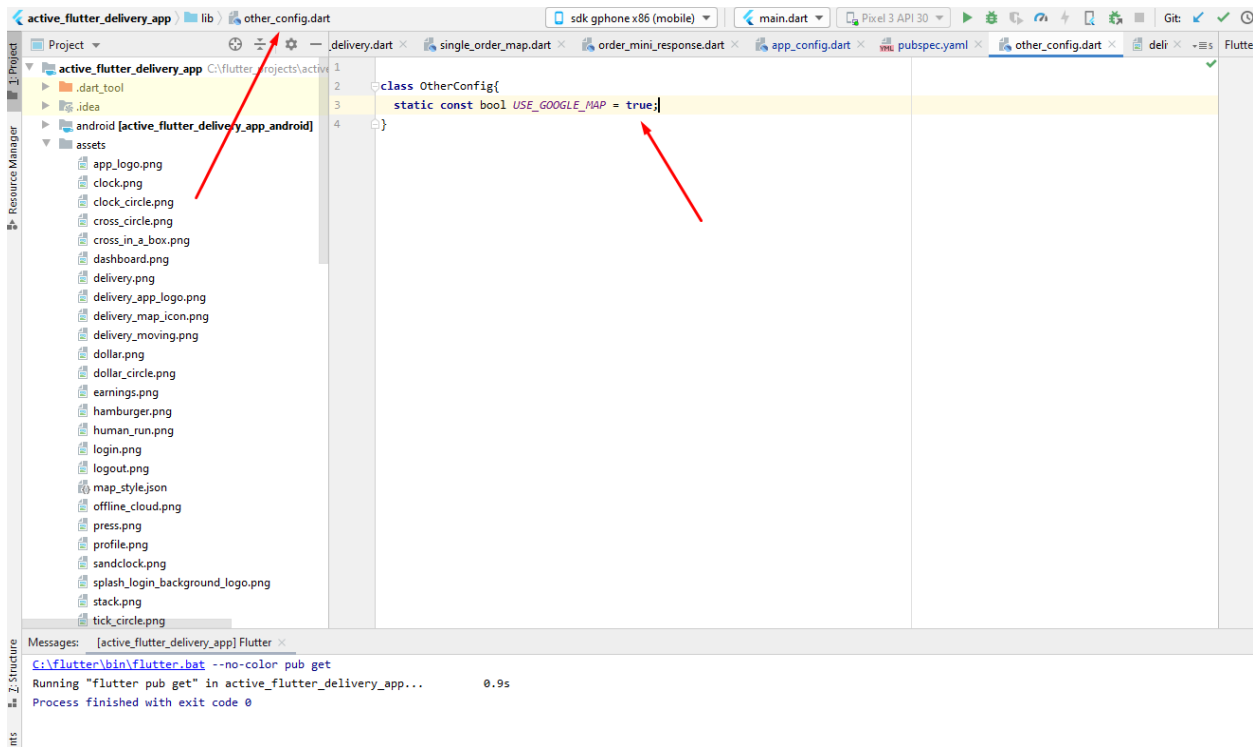 active_flutter_delivery_app lib other_config.dart sdk gphone x86 (mobile) main.dart Pixel 3 API 30 Git:
Project _delivery.dart single_order_map.dart order_mini_response.dart app_config.dart pubspec.yaml other_config.dart deli Flutte
1: Project
Resource Manager
Z: Structure
active_flutter_delivery_app C:\flutter_projects\active
.dart_tool
.idea
android [active_flutter_delivery_app_android]
assets
app_logo.png
clock.png
clock_circle.png
cross_circle.png
cross_in_a_box.png
dashboard.png
delivery.png
delivery_app_logo.png
delivery_map_icon.png
delivery_moving.png
dollar.png
dollar_circle.png
earnings.png
hamburger.png
human_run.png
login.png
logout.png
map_style.json
offline_cloud.png
press.png
profile.png
sandclock.png
splash_login_background_logo.png
stack.png
tick_circle.png
1
2 class OtherConfig{
3 static const bool USE_GOOGLE_MAP = true;
4 }
Messages: [active_flutter_delivery_app] Flutter
C:\flutter\bin\flutter.bat --no-color pub get
Running "flutter pub get" in active_flutter_delivery_app... 0.9s
Process finished with exit code 0